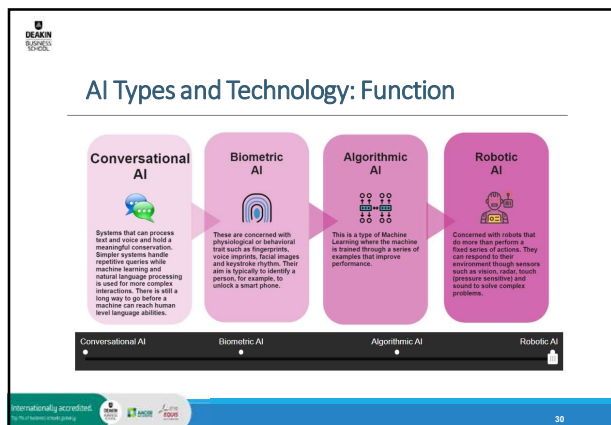 DEAKIN
BUSINESS
SCHOOL
AI Types and Technology: Function
Conversational
AI
Systems that can process
text and voice and hold a
meaningful conservation.
Simpler systems handle
repetitive queries while
machine learning and
natural language processing
is used for more complex
interactions. There is still a
long way to go before a
machine can reach human
level language abilities.
Biometric
AI
These are concerned with
physiological or behavioral
trait such as fingerprints,
voice imprints, facial images
and keystroke rhythm. Their
aim is typically to identify a
person, for example, to
unlock a smart phone.
Algorithmic
AI
This is a type of Machine
Learning where the machine
is trained through a series of
examples that improve
performance.
Robotic
AI
Concerned with robots that
do more than perform a
fixed series of actions. They
can respond to
their environment though sensors
such as vision, radar, touch
(pressure sensitive) and
sound to solve complex
problems.
Conversational AI
Biometric AI
Algorithmic AI
Robotic AI
Internationally accredited.
DEAKIN
AACSB
EQUIS
30